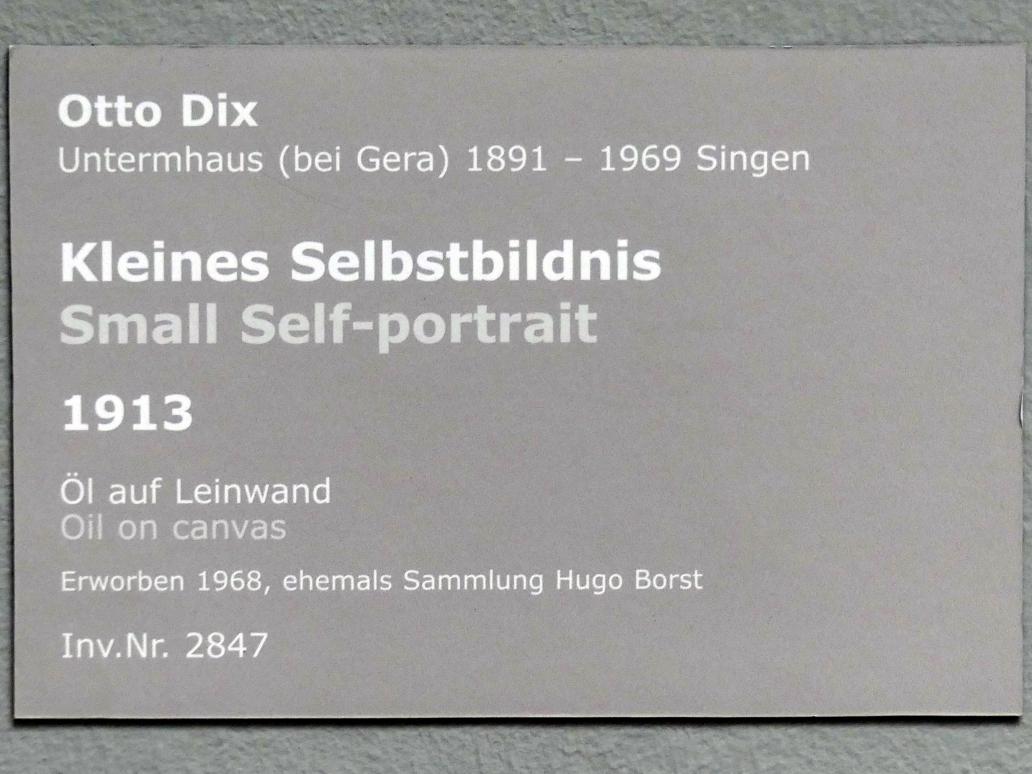 Otto Dix
Untermhaus (bei Gera) 1891 – 1969 Singen
Kleines Selbstbildnis
Small Self-portrait
1913
Öl auf Leinwand
Oil on canvas
Erworben 1968, ehemals Sammlung Hugo Borst
Inv.Nr. 2847